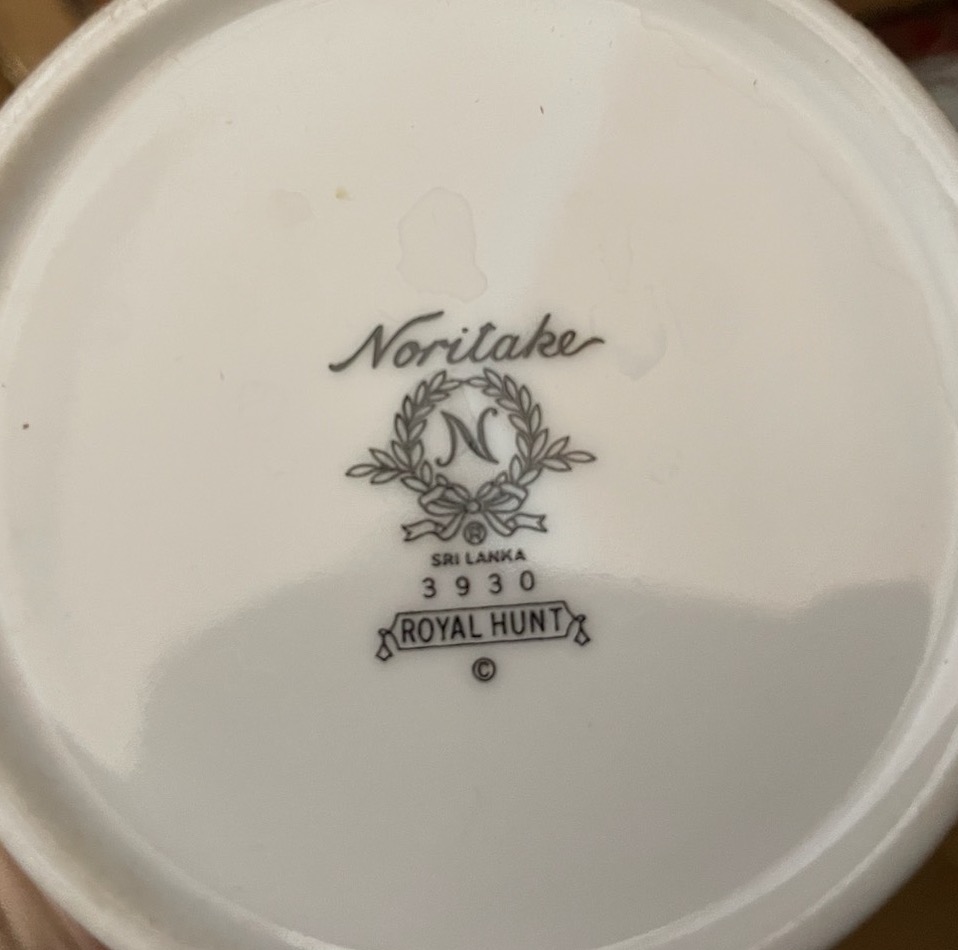 Noritake
N
®
SRI LANKA
3930
ROYAL HUNT
©